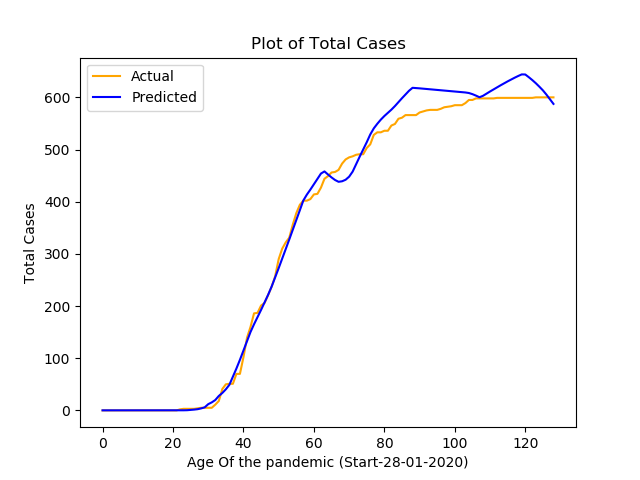 Plot of Total Cases
Actual
Predicted
Total Cases
600
500
400
300
200
100
0
0 20 40 60 80 100 120
Age Of the pandemic (Start-28-01-2020)